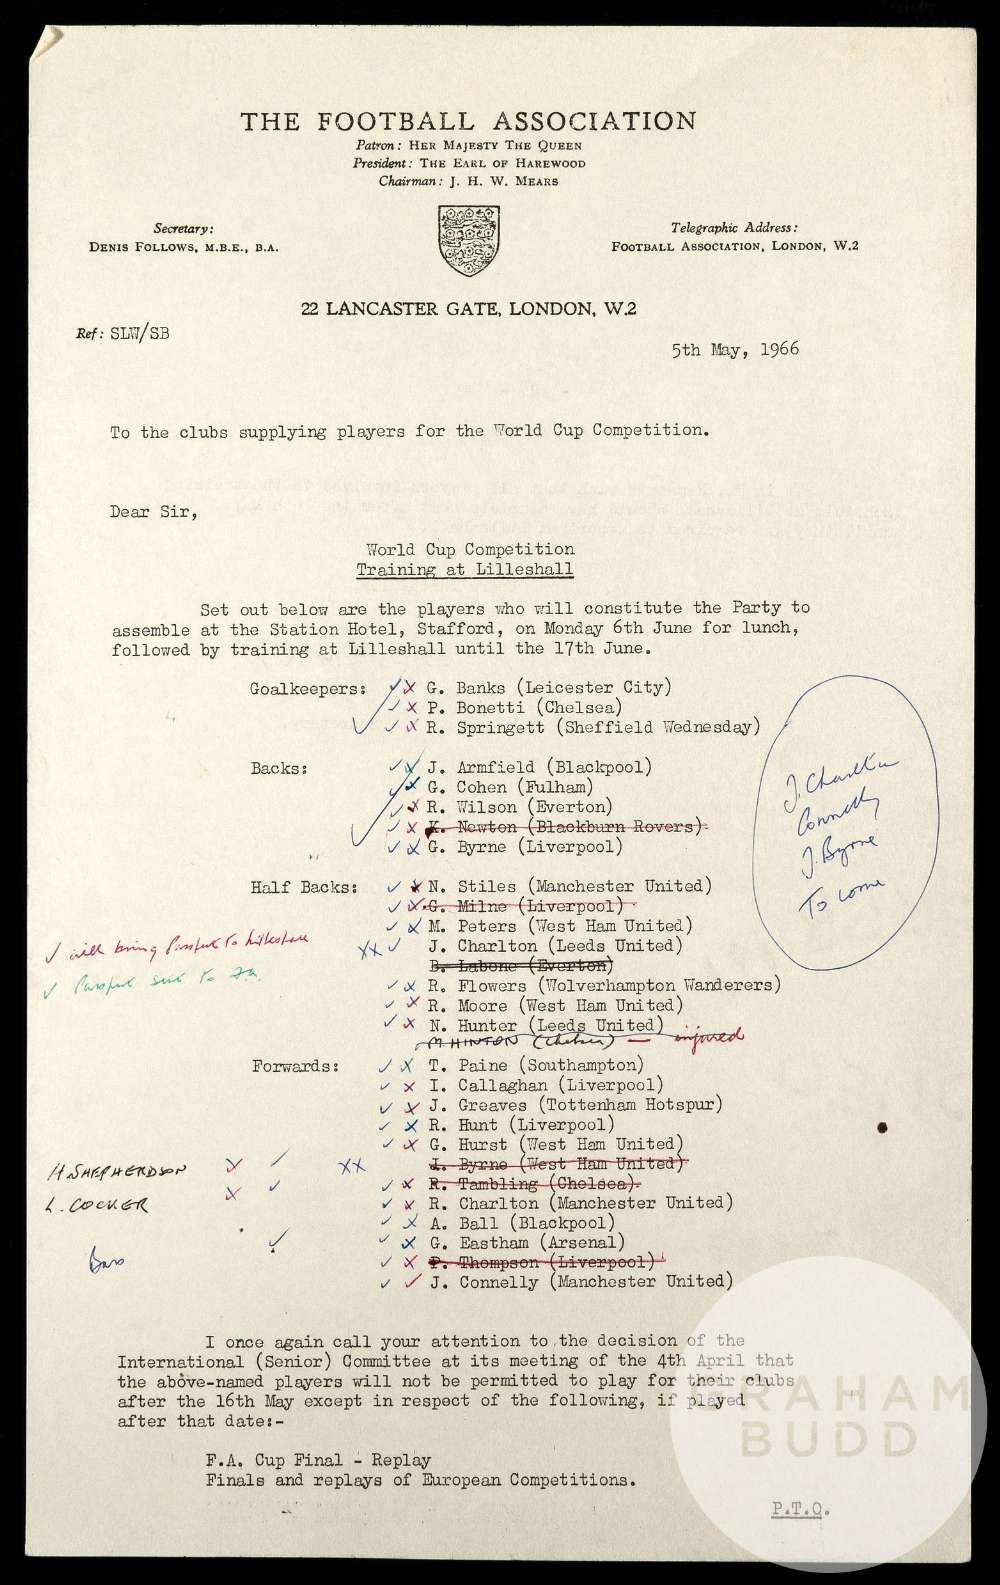 THE FOOTBALL ASSOCIATION
Patron: HER MAJESTY THE QUEEN
President: THE EARL OF HAREWOOD
Chairman: J. H. W. MEARS
Secretary:
DENIS FOLLOWS, M.B.E., B.A.
Telegraphic Address:
FOOTBALL ASSOCIATION, LONDON, W.2
22 LANCASTER GATE, LONDON, W.2
Ref: SLW/SB
5th May, 1966
To the clubs supplying players for the World Cup Competition.
Dear Sir,
World Cup Competition
Training at Lilleshall
Set out below are the players who will constitute the Party to
assemble at the Station Hotel, Stafford, on Monday 6th June for lunch,
followed by training at Lilleshall until the 17th June.
Goalkeepers: G. Banks (Leicester City)
P. Bonetti (Chelsea)
R. Springett (Sheffield Wednesday)
Backs: J. Armfield (Blackpool)
G. Cohen (Fulham)
R. Wilson (Everton)
K. Newton (Blackburn Rovers)
G. Byrne (Liverpool)
J. Charlton
Connelly
J. Byrne
To come
Half Backs: N. Stiles (Manchester United)
G. Milne (Liverpool)
M. Peters (West Ham United)
J. Charlton (Leeds United)
B. Labone (Everton)
R. Flowers (Wolverhampton Wanderers)
R. Moore (West Ham United)
N. Hunter (Leeds United)
M. HINTON (Chelsea) — injured
✓ will bring Passport to Lilleshall
✓ Passport sent to F.A.
Forwards: T. Paine (Southampton)
I. Callaghan (Liverpool)
J. Greaves (Tottenham Hotspur)
R. Hunt (Liverpool)
G. Hurst (West Ham United)
J. Byrne (West Ham United)
R. Tambling (Chelsea)
R. Charlton (Manchester United)
A. Ball (Blackpool)
G. Eastham (Arsenal)
P. Thompson (Liverpool)
J. Connelly (Manchester United)
H. SHEPHERDSON
L. COCKER
I once again call your attention to the decision of the
International (Senior) Committee at its meeting of the 4th April that
the above-named players will not be permitted to play for their clubs
after the 16th May except in respect of the following, if played
after that date:-
F.A. Cup Final - Replay
Finals and replays of European Competitions.
P.T.O.
GRAHAM
BUDD